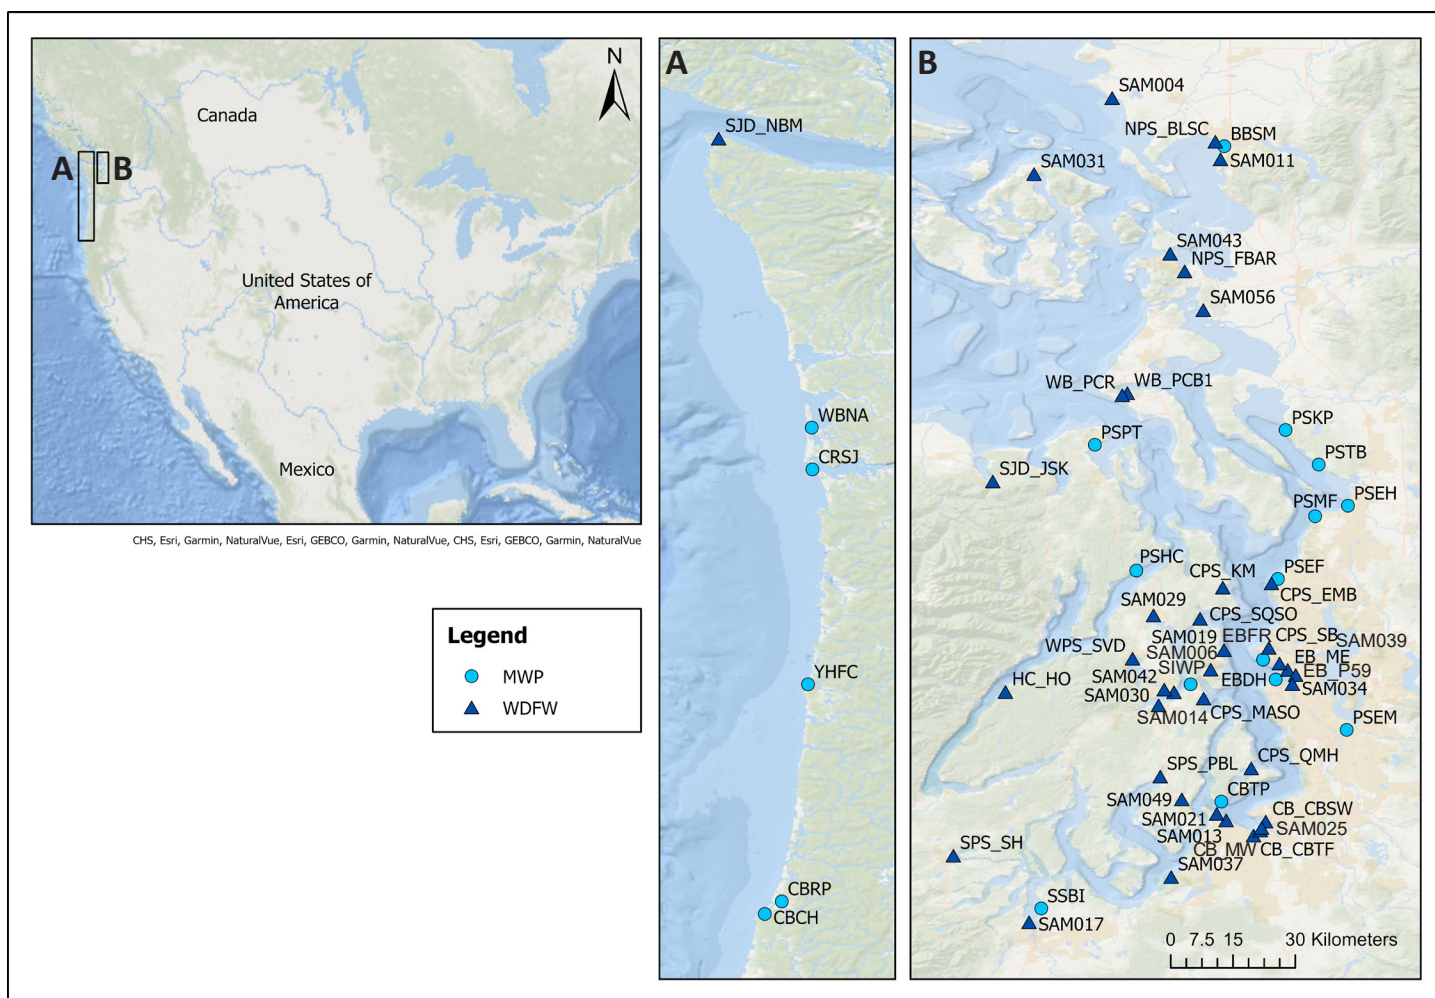 Canada
N
A
B
United States of
America
Mexico
CHS, Esri, Garmin, NaturalVue, Esri, GEBCO, Garmin, NaturalVue, CHS, Esri, GEBCO, Garmin, NaturalVue
Legend
MWP
WDFW
A
SJD_NBM
WBNA
CRSJ
YHFC
CBRP
CBCH
B
SAM004
NPS_BLSC
BBSM
SAM011
SAM031
SAM043
NPS_FBAR
SAM056
WB_PCR
WB_PCB1
PSKP
PSPT
PSTB
SJD_JSK
PSEH
PSMF
PSHC
CPS_KM
PSEF
CPS_EMB
SAM029
CPS_SQSO
SAM019
EBFR
CPS_SB
SAM039
WPS_SVD
SAM006
EB_ME
SIWP
EB_P59
HC_HO
SAM042
EBDH
SAM034
SAM030
SAM014
CPS_MASO
PSEM
CPS_QMH
SPS_PBL
CBTP
SAM049
CB_CBSW
SAM021
SAM025
SAM013
CB_MW
CB_CBTF
SPS_SH
SAM037
SSBI
SAM017
0 7.5 15 30 Kilometers